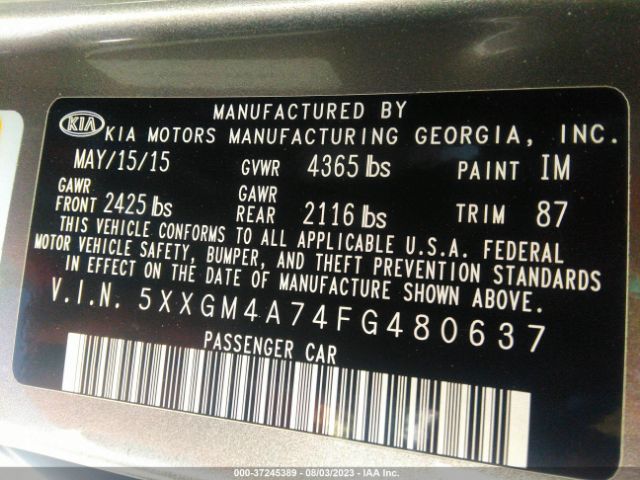 MANUFACTURED BY
KIA KIA MOTORS MANUFACTURING GEORGIA, INC.
MAY/15/15 GVWR 4365 lbs PAINT IM
GAWR FRONT 2425 lbs GAWR REAR 2116 lbs TRIM 87
THIS VEHICLE CONFORMS TO ALL APPLICABLE U.S.A. FEDERAL
MOTOR VEHICLE SAFETY, BUMPER, AND THEFT PREVENTION STANDARDS
IN EFFECT ON THE DATE OF MANUFACTURE SHOWN ABOVE.
V.I.N. 5XXGM4A74FG480637
PASSENGER CAR
000-37245389 - 08/03/2023 - IAA Inc.